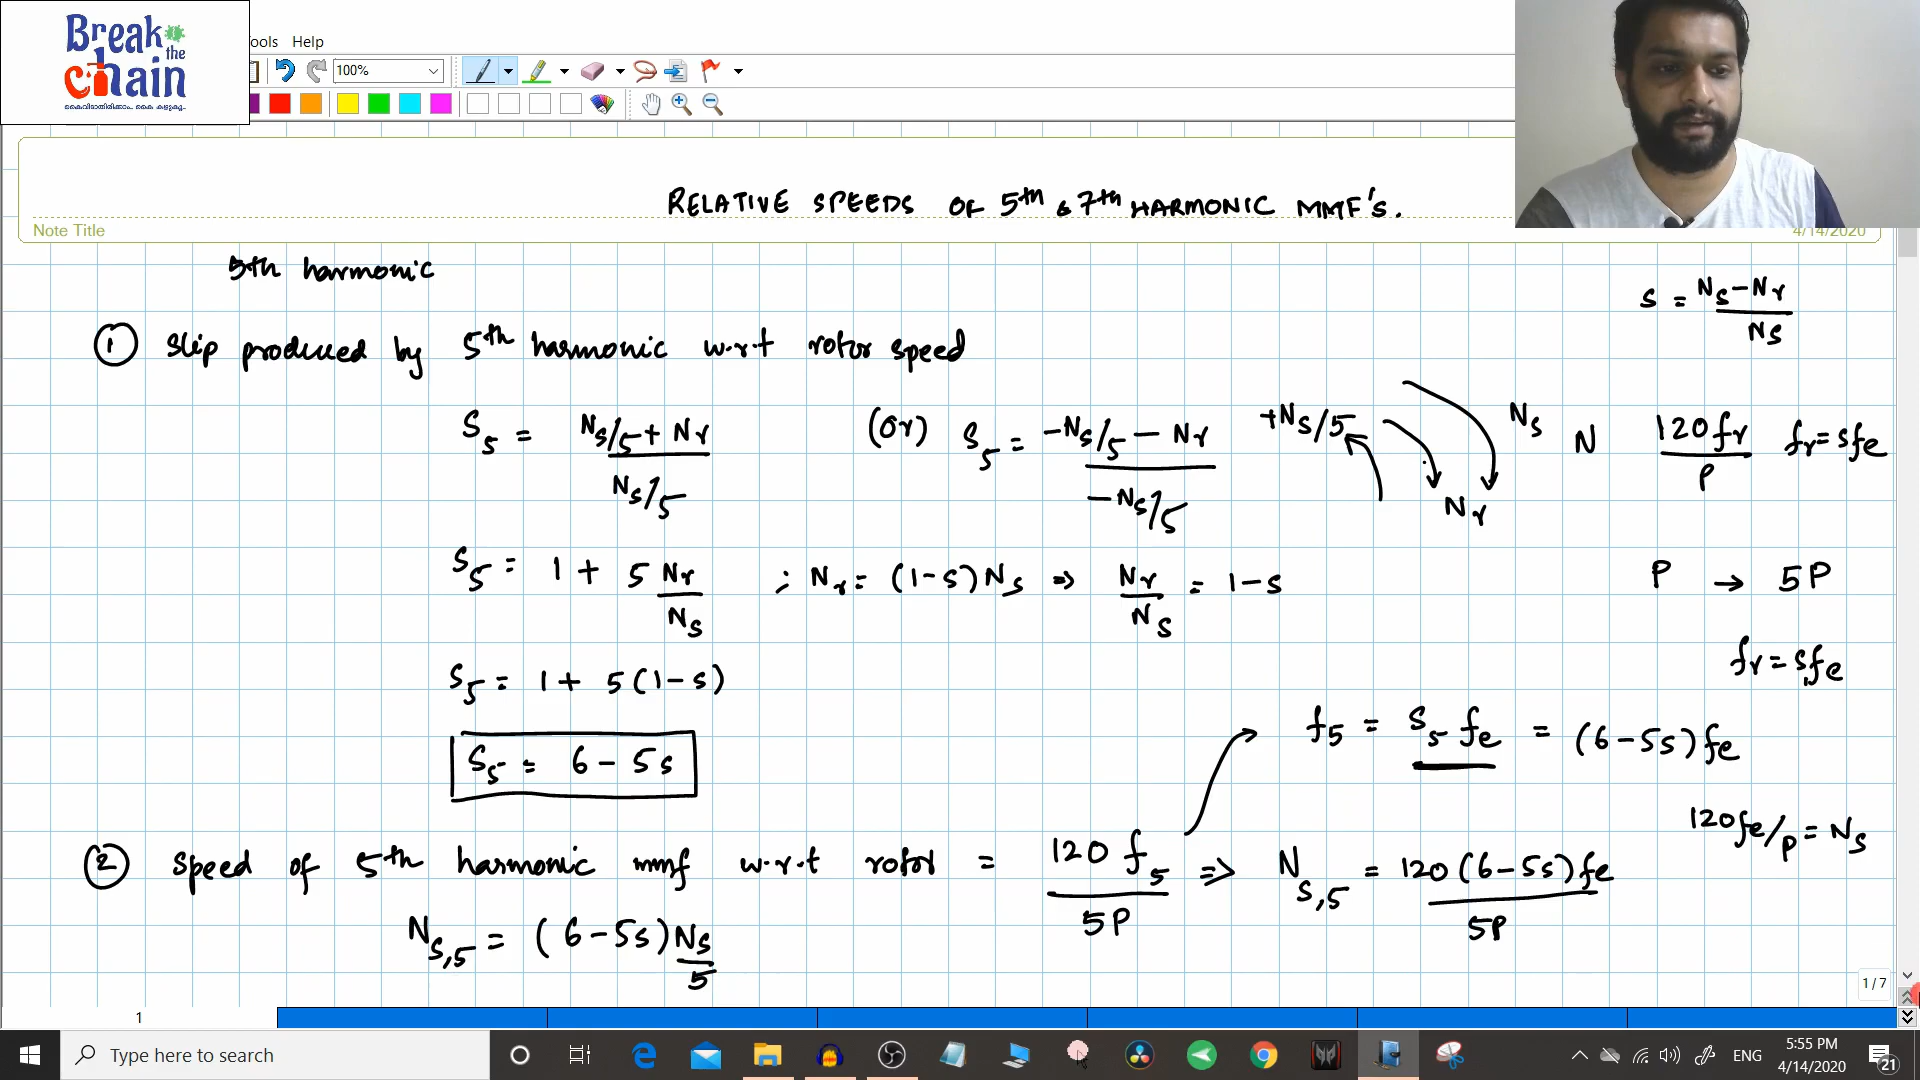 Break
the
chain
കൈവിടാതിരിക്കാം, കൈ കഴുകൂ..
ools Help
100%
RELATIVE SPEEDS OF 5th & 7th HARMONIC MMF'S.
Note Title
4/14/2020
5th harmonic
s = Ns - Nr / Ns
① Slip produced by 5th harmonic w.r.t rotor speed
S5 = Ns/5 + Nr / Ns/5 (or) S5 = -Ns/5 - Nr / -Ns/5
+Ns/5 Nr Ns N 120fr/P fr=sfe
S5 = 1 + 5 Nr/Ns ; Nr = (1-s)Ns ⇒ Nr/Ns = 1-s
P → 5P
fr = sfe
S5 = 1 + 5(1-s)
f5 = S5 fe = (6-5s)fe
S5 = 6 - 5s
120fe/P = Ns
② Speed of 5th harmonic mmf w.r.t rotor = 120 f5 / 5P ⇒ Ns,5 = 120(6-5s)fe / 5P
Ns,5 = (6-5s) Ns/5
1/7
1
Type here to search
ENG
5:55 PM
4/14/2020
21